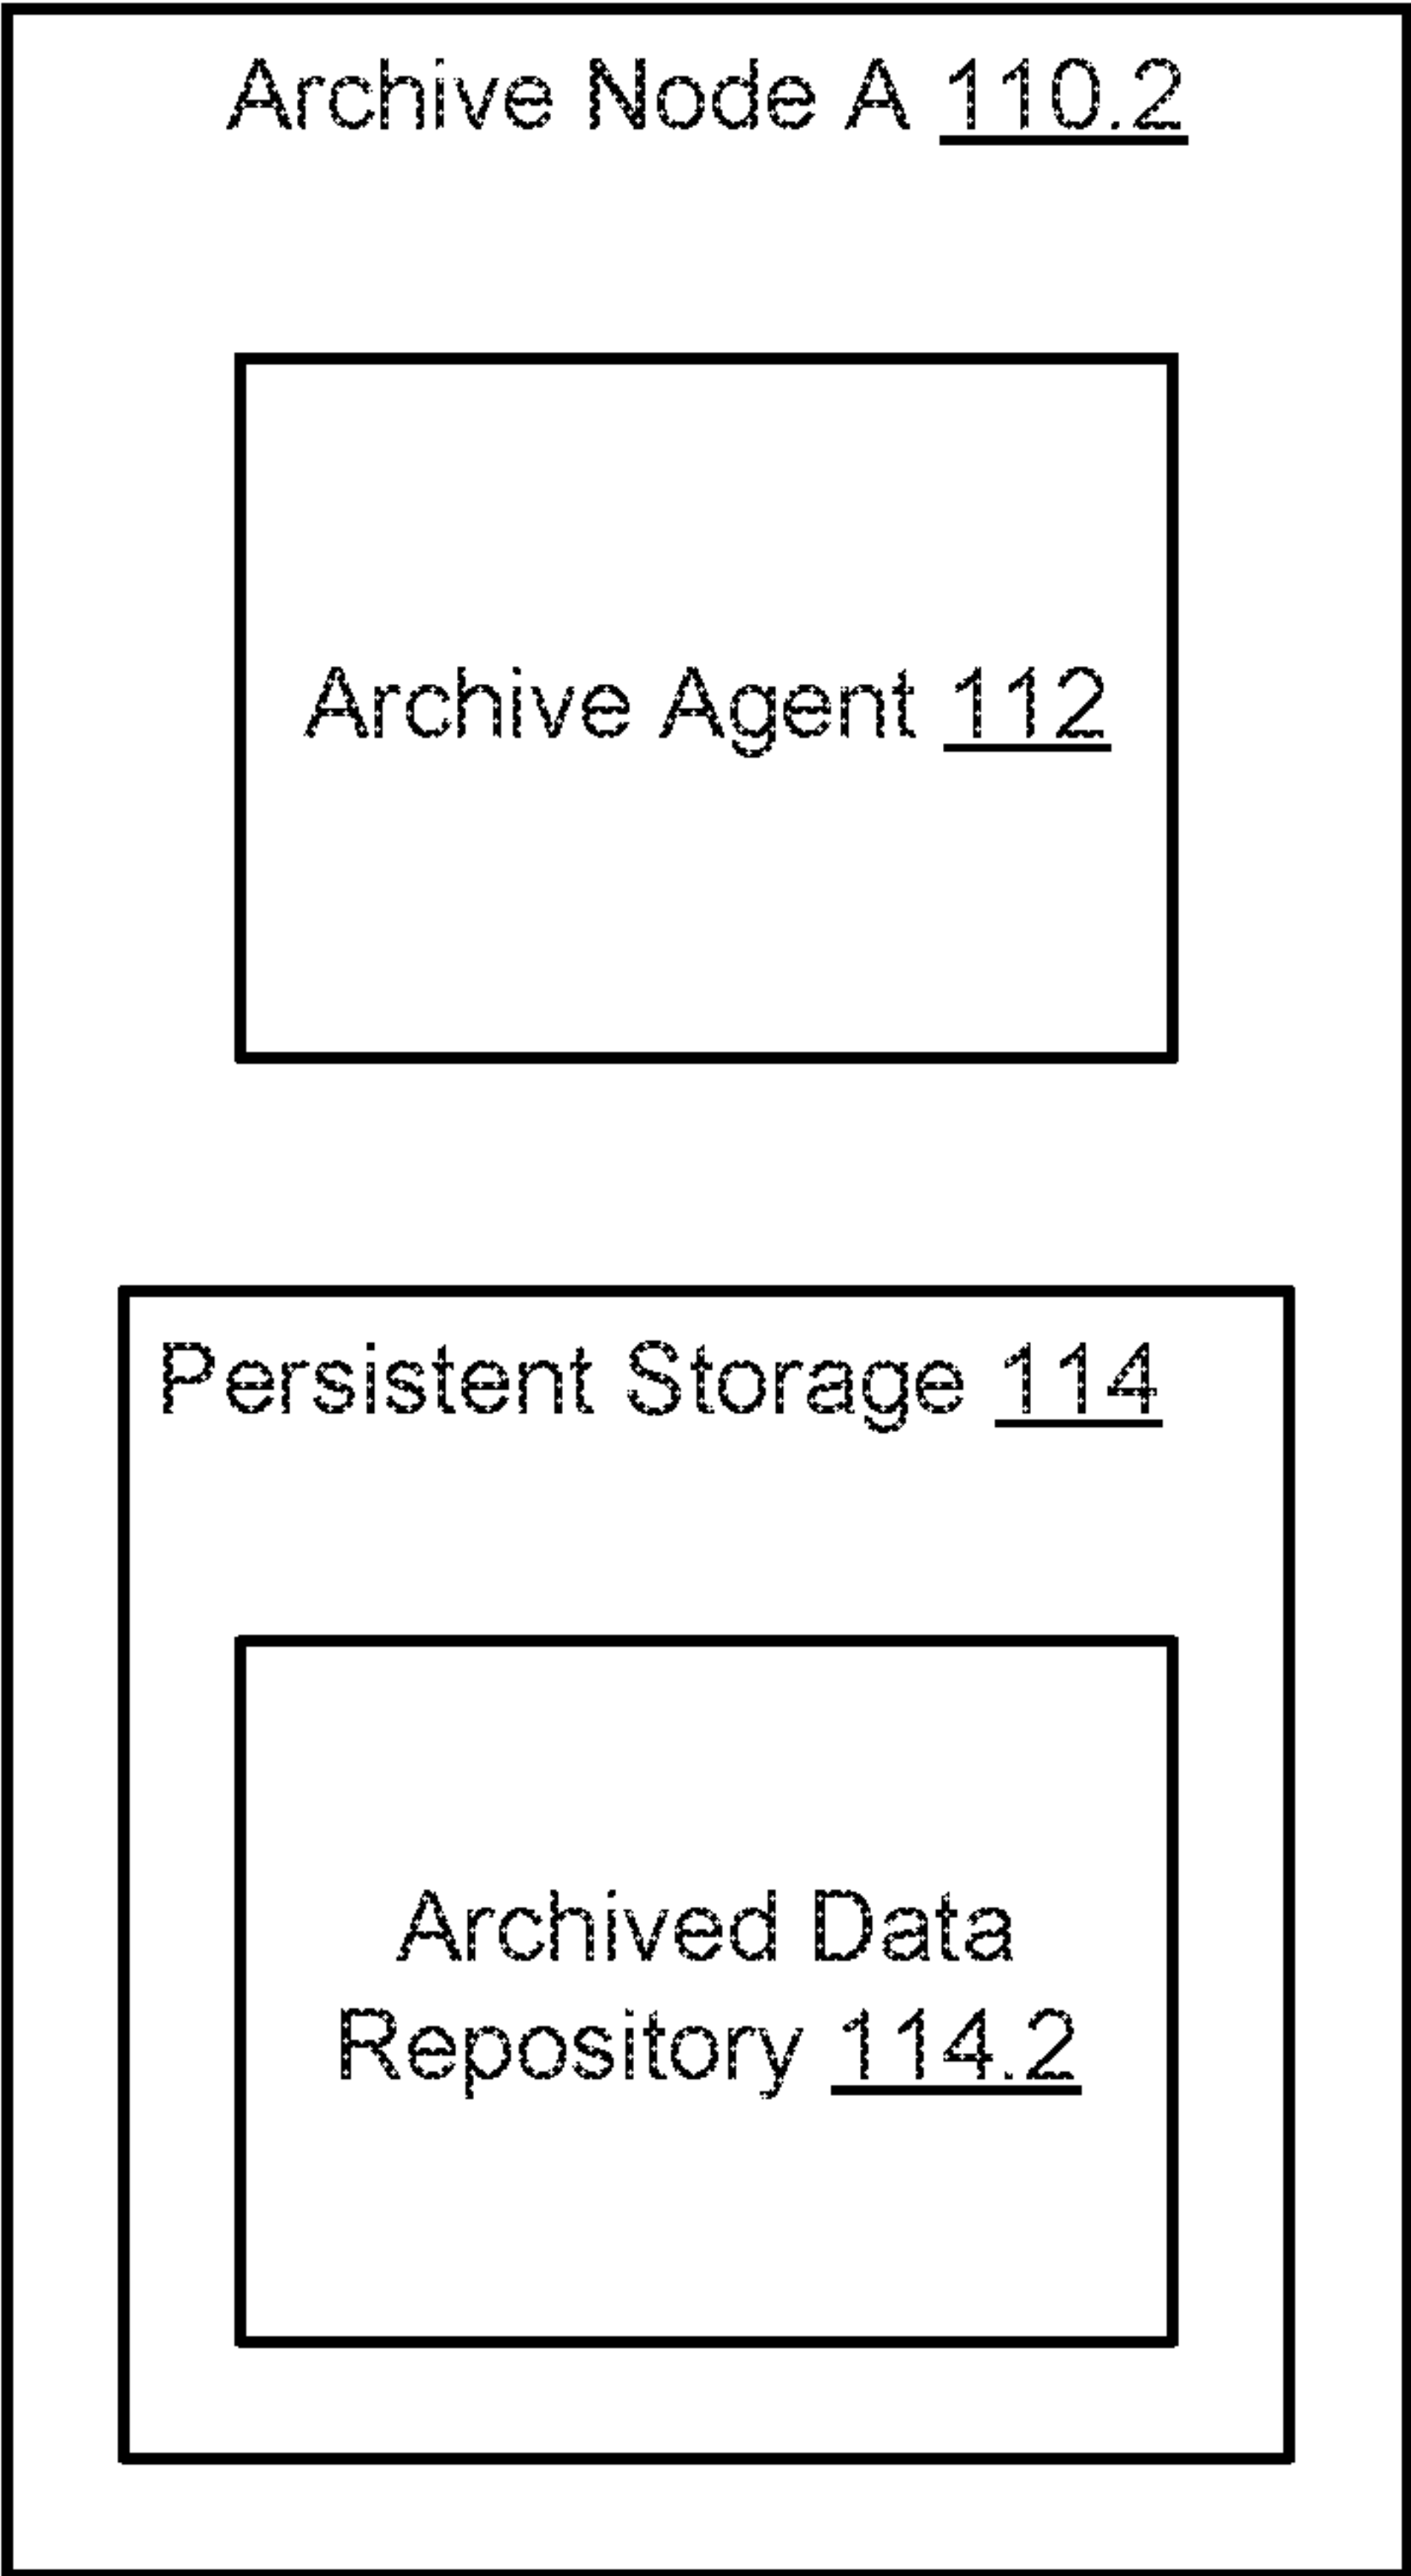 Archive Node A 110.2
Archive Agent 112
Persistent Storage 114
Archived Data
Repository 114.2